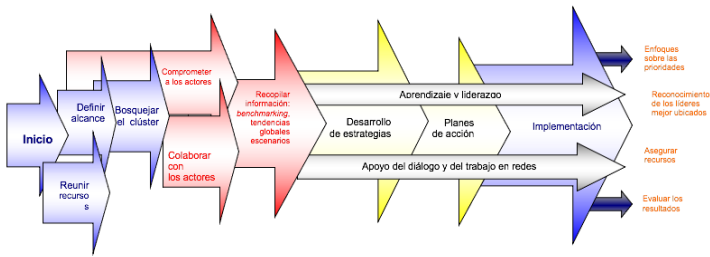 Inicio
Definir
alcance
Reunir
recurso
s
Bosquejar
el clúster
Comprometer
a los actores
Colaborar
con
los actores
Recopilar
información:
benchmarking,
tendencias
globales
escenarios
Aprendizaie v liderazoo
Desarrollo
de estrategias
Planes
de acción
Implementación
Apoyo del diálogo y del trabajo en redes
Enfoques
sobre las
prioridades
Reconocimiento
de los líderes
mejor ubicados
Asegurar
recursos
Evaluar los
resultados